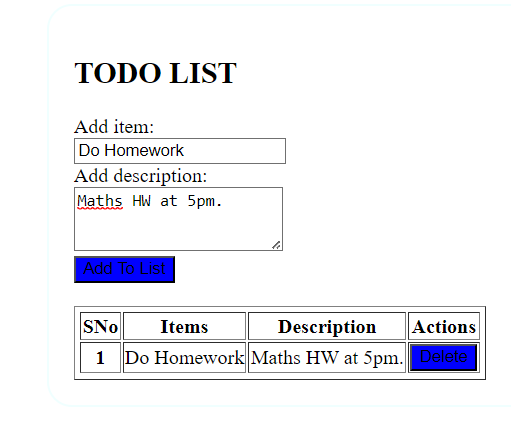 TODO LIST
Add item:
Do Homework
Add description:
Maths HW at 5pm.
Add To List
SNo Items Description Actions
1 Do Homework Maths HW at 5pm. Delete